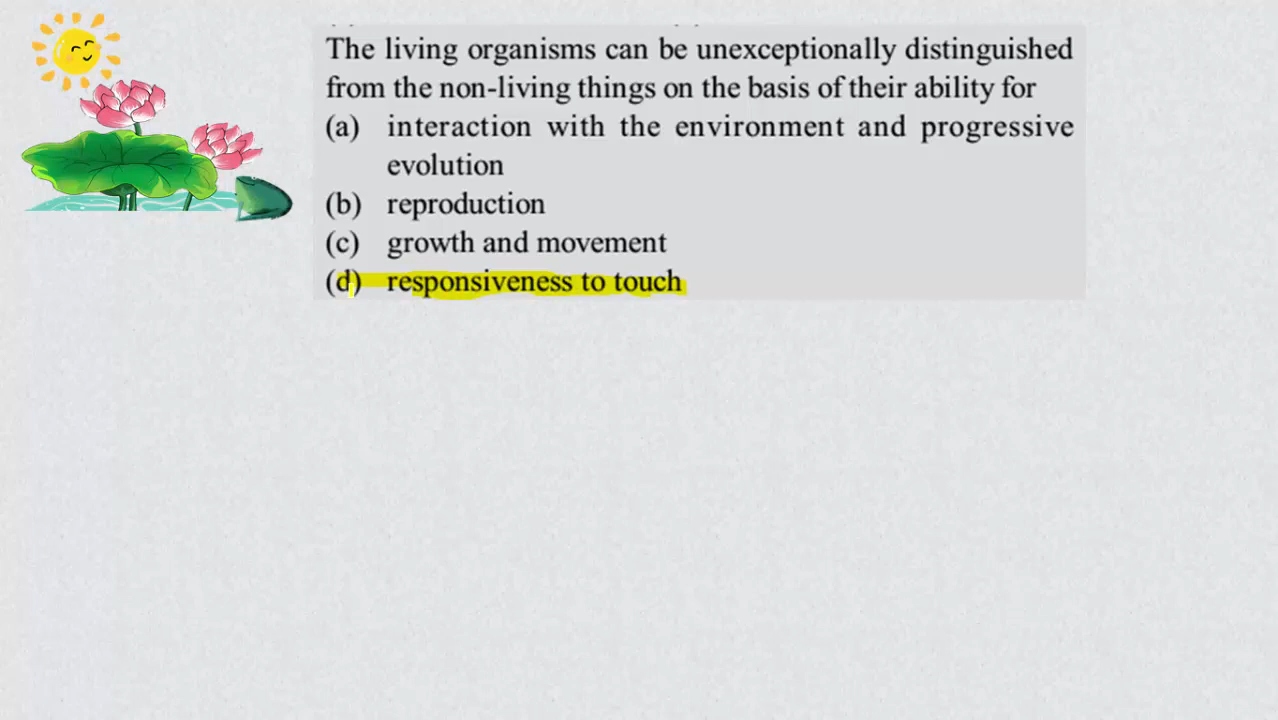 The living organisms can be unexceptionally distinguished
from the non-living things on the basis of their ability for
(a) interaction with the environment and progressive
evolution
(b) reproduction
(c) growth and movement
(d) responsiveness to touch